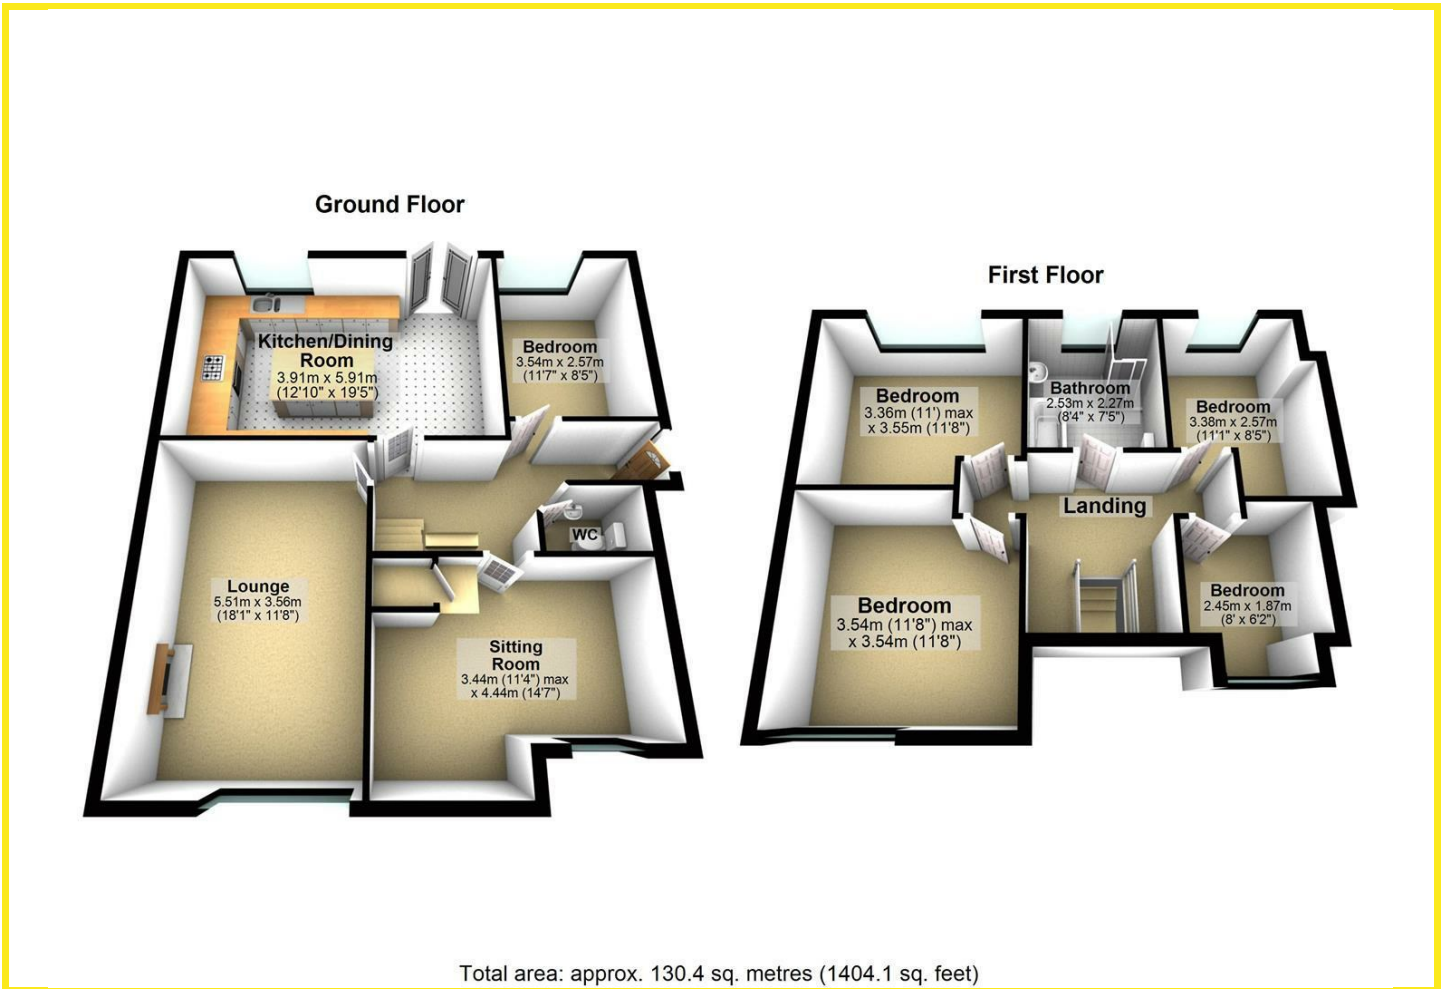 Ground Floor
Kitchen/Dining
Room
3.91m x 5.91m
(12'10" x 19'5")
Bedroom
3.54m x 2.57m
(11'7" x 8'5")
WC
Lounge
5.51m x 3.56m
(18'1" x 11'8")
Sitting
Room
3.44m (11'4") max
x 4.44m (14'7")
First Floor
Bedroom
3.36m (11') max
x 3.55m (11'8")
Bathroom
2.53m x 2.27m
(8'4" x 7'5")
Bedroom
3.38m x 2.57m
(11'1" x 8'5")
Landing
Bedroom
3.54m (11'8") max
x 3.54m (11'8")
Bedroom
2.45m x 1.87m
(8' x 6'2")
Total area: approx. 130.4 sq. metres (1404.1 sq. feet)